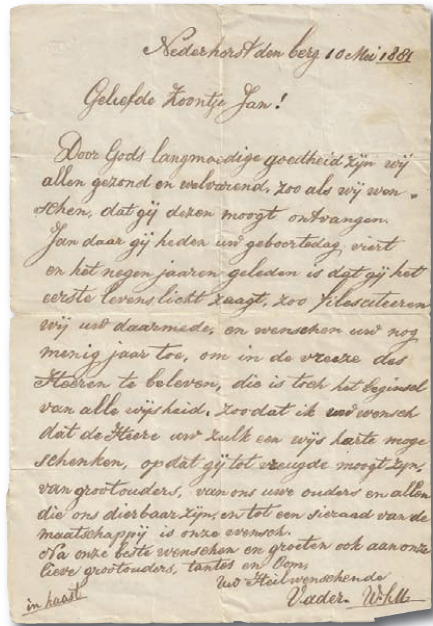 Nederhorst den berg 10 Mei 1881
Geliefde Zoontje Jan!
Door Gods langmoedige goedheid zijn wij
allen gezond en welvarend, zoo als wij wen-
schen, dat gij dezen moogt ontvangen.
Jan daar gij heden uw geboortedag viert
en het negen jaaren geleden is dat gij het
eerste levenslicht zaagt, zoo filesiteeren
wij uw daarmede, en wenschen uw nog
menig jaar toe, om in de vreeze des
Heeren te beleven, die is toch het beginsel
van alle wijsheid. Zoodat ik uw wensch
dat de Heere uw zulk een wijs harte moge
schenken, opdat gij tot vreugde moogt zijn,
van grootouders, van ons uwe ouders en allen
die ons dierbaar zijn, en tot een sieraad van de
maatschappij is onze wensch.
Na onze beste wenschen en groeten ook aan onze
lieve grootouders, tantes en Oom,
Uw Heilwenschende
in haast
Vader.